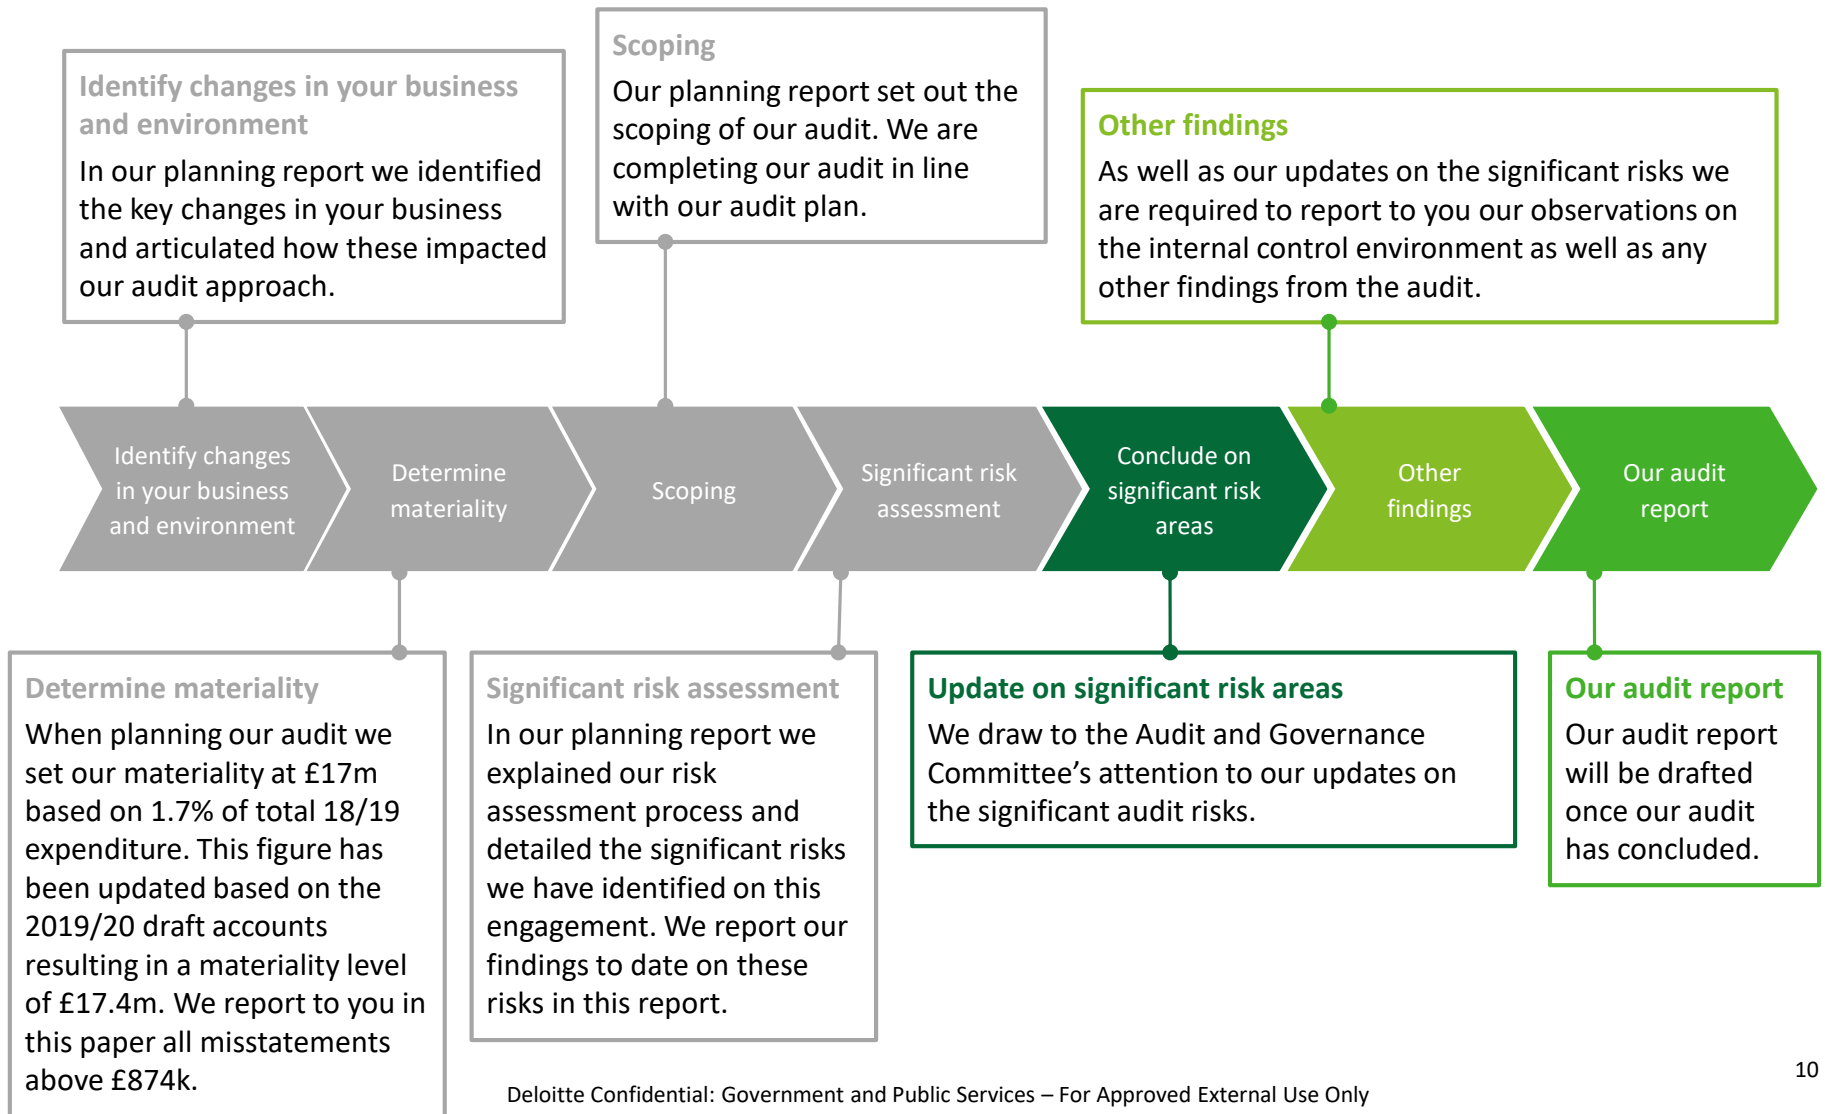 Identify changes in your business
and environment
In our planning report we identified
the key changes in your business
and articulated how these impacted
our audit approach.
Scoping
Our planning report set out the
scoping of our audit. We are
completing our audit in line
with our audit plan.
Other findings
As well as our updates on the significant risks we
are required to report to you our observations on
the internal control environment as well as any
other findings from the audit.
Identify changes
in your business
and environment
Determine
materiality
Scoping
Significant risk
assessment
Conclude on
significant risk
areas
Other
findings
Our audit
report
Determine materiality
When planning our audit we
set our materiality at £17m
based on 1.7% of total 18/19
expenditure. This figure has
been updated based on the
2019/20 draft accounts
resulting in a materiality level
of £17.4m. We report to you in
this paper all misstatements
above £874k.
Significant risk assessment
In our planning report we
explained our risk
assessment process and
detailed the significant risks
we have identified on this
engagement. We report our
findings to date on these
risks in this report.
Update on significant risk areas
We draw to the Audit and Governance
Committee’s attention to our updates on
the significant audit risks.
Our audit report
Our audit report
will be drafted
once our audit
has concluded.
10
Deloitte Confidential: Government and Public Services – For Approved External Use Only